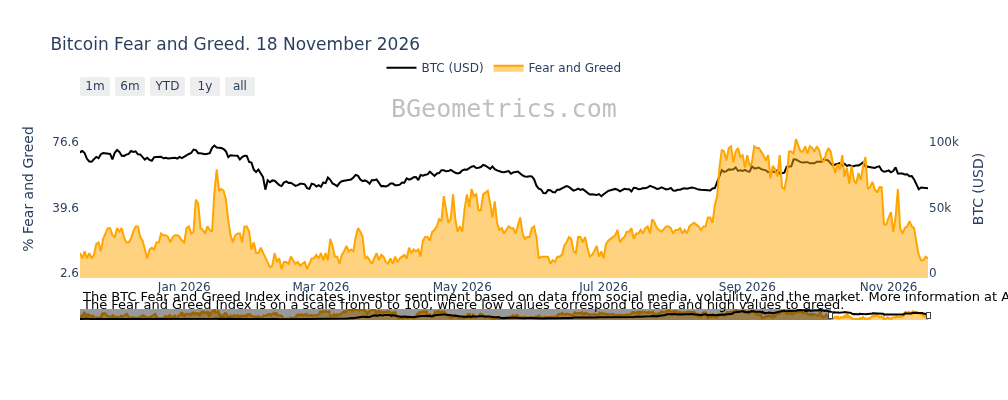 Bitcoin Fear and Greed. 18 November 2026
BTC (USD) Fear and Greed
1m 6m YTD 1y all
BGeometrics.com
76.6 100k
39.6 50k
2.6 0
% Fear and Greed
BTC (USD)
Jan 2026 Mar 2026 May 2026 Jul 2026 Sep 2026 Nov 2026
The BTC Fear and Greed Index indicates investor sentiment based on data from social media, volatility, and the market. More information at A
The Fear and Greed Index is on a scale from 0 to 100, where low values correspond to fear and high values to greed.